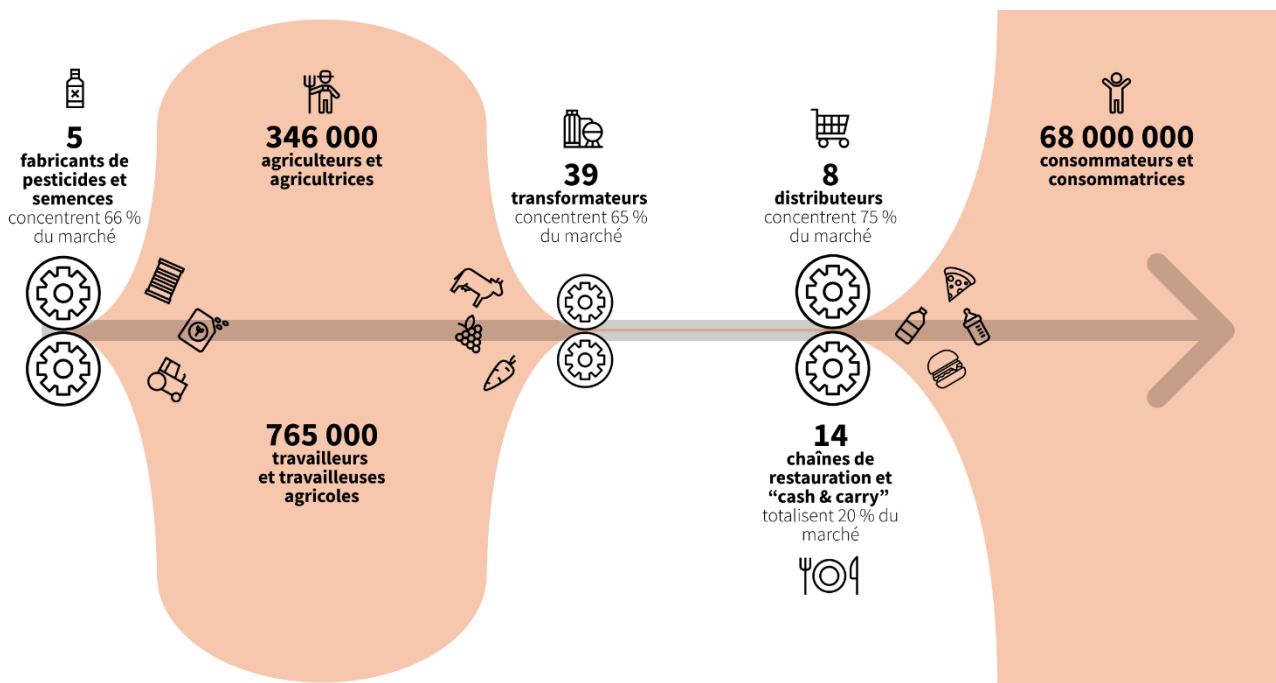 5
fabricants de
pesticides et
semences
concentrent 66 %
du marché
346 000
agriculteurs et
agricultrices
765 000
travailleurs
et travailleuses
agricoles
39
transformateurs
concentrent 65 %
du marché
8
distributeurs
concentrent 75 %
du marché
14
chaînes de
restauration et
“cash & carry”
totalisent 20 % du
marché
68 000 000
consommateurs et
consommatrices